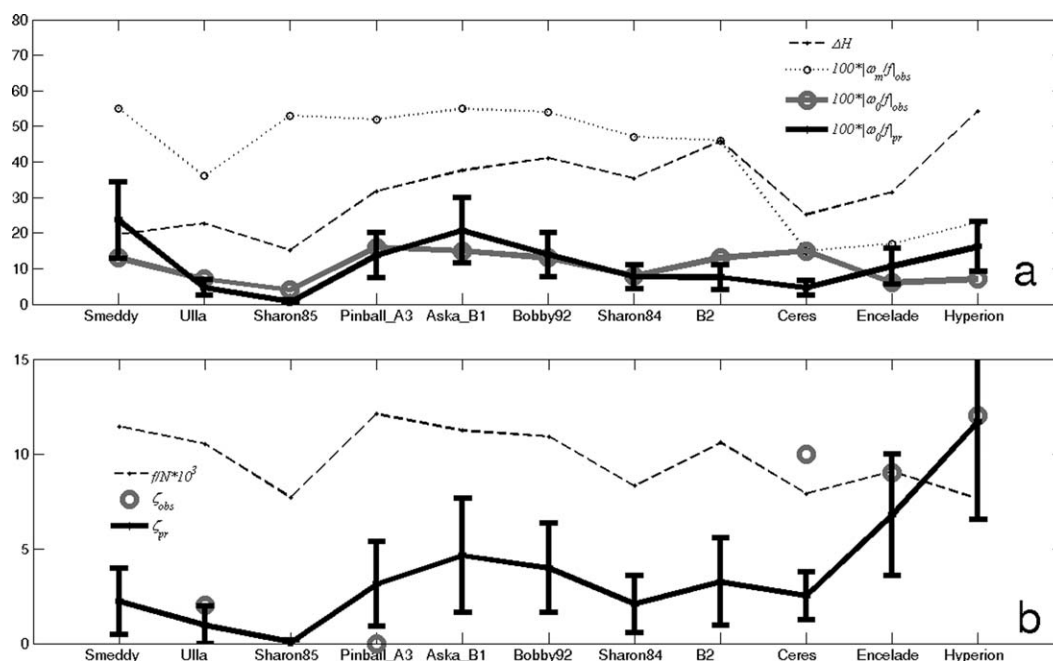 80
70
60
50
40
30
20
10
0
ΔH
100*|ω_m/f|_obs
100*|ω_0/f|_obs
100*|ω_0/f|_pr
a
Smeddy Ulla Sharon85 Pinball_A3 Aska_B1 Bobby92 Sharon84 B2 Ceres Encelade Hyperion
15
10
5
0
f/N*10^3
ζ_obs
ζ_pr
b
Smeddy Ulla Sharon85 Pinball_A3 Aska_B1 Bobby92 Sharon84 B2 Ceres Encelade Hyperion